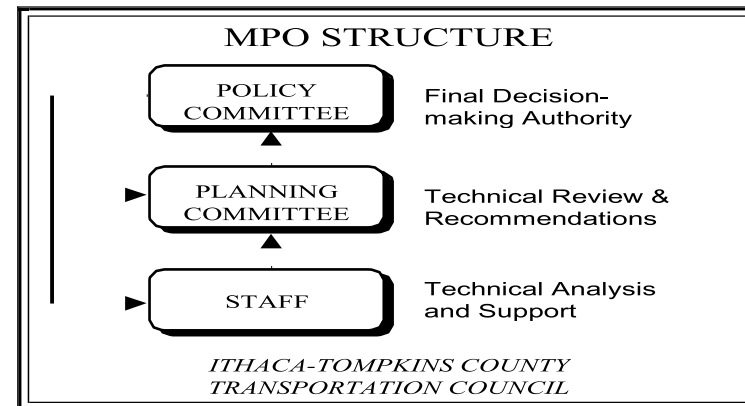 MPO STRUCTURE
POLICY
COMMITTEE
Final Decision-
making Authority
PLANNING
COMMITTEE
Technical Review &
Recommendations
STAFF
Technical Analysis
and Support
ITHACA-TOMPKINS COUNTY
TRANSPORTATION COUNCIL